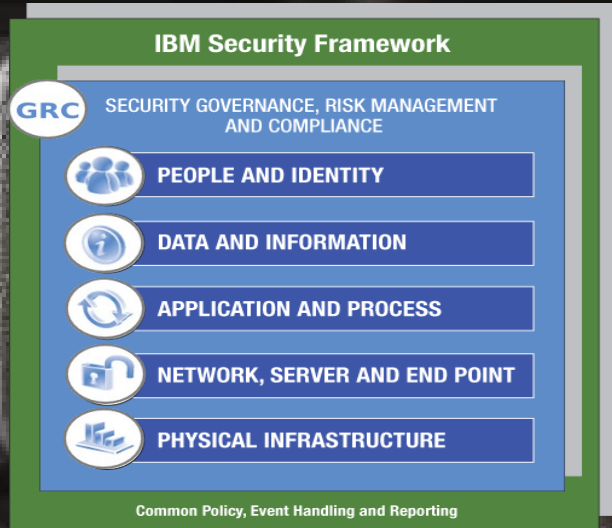 IBM Security Framework
GRC
SECURITY GOVERNANCE, RISK MANAGEMENT
AND COMPLIANCE
PEOPLE AND IDENTITY
DATA AND INFORMATION
APPLICATION AND PROCESS
NETWORK, SERVER AND END POINT
PHYSICAL INFRASTRUCTURE
Common Policy, Event Handling and Reporting